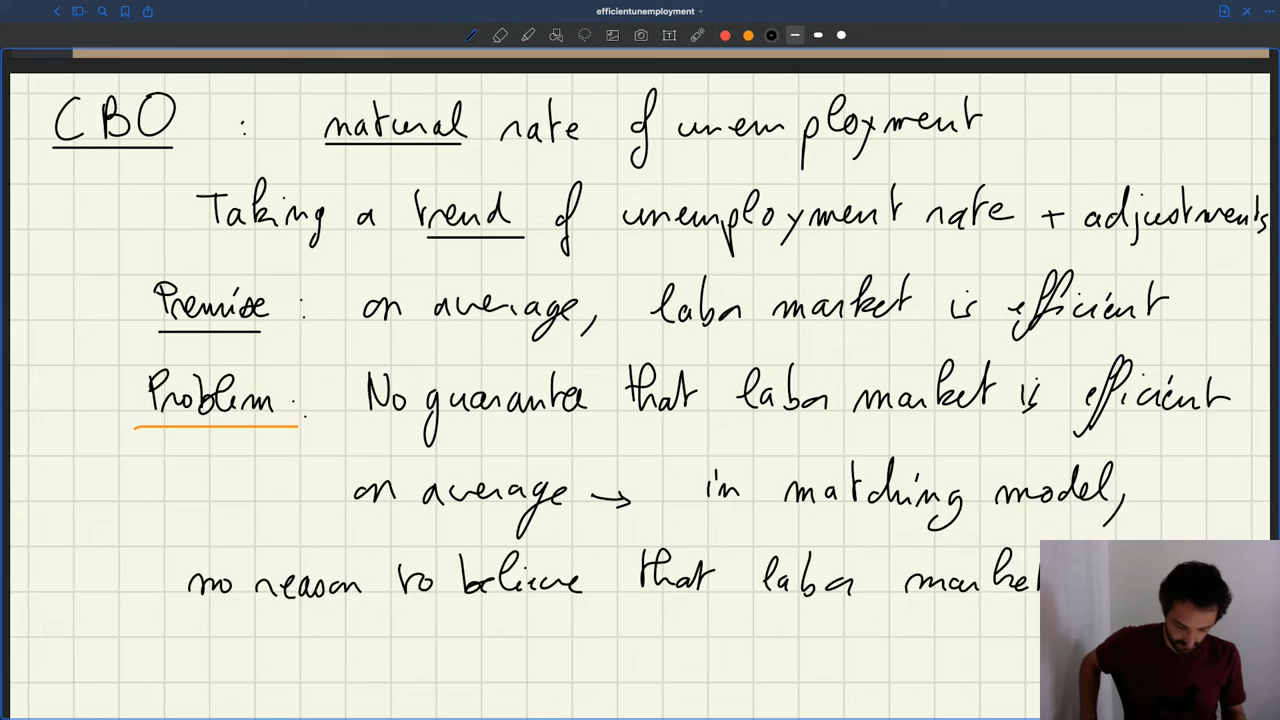 efficientunemployment
CBO : natural rate of unemployment
Taking a trend of unemployment rate + adjustments
Premise : on average, labor market is efficient
Problem : No guarantee that labor market is efficient
on average → in matching model,
no reason to believe that labor market